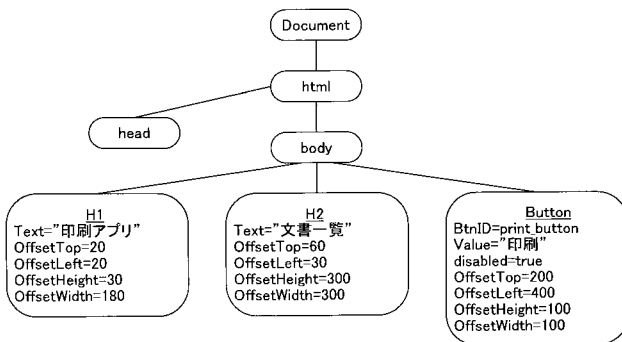 Document
html
head
body
H1
Text="印刷アプリ"
OffsetTop=20
OffsetLeft=20
OffsetHeight=30
OffsetWidth=180
H2
Text="文書一覧"
OffsetTop=60
OffsetLeft=30
OffsetHeight=300
OffsetWidth=300
Button
BtnID=print_button
Value="印刷"
disabled=true
OffsetTop=200
OffsetLeft=400
OffsetHeight=100
OffsetWidth=100